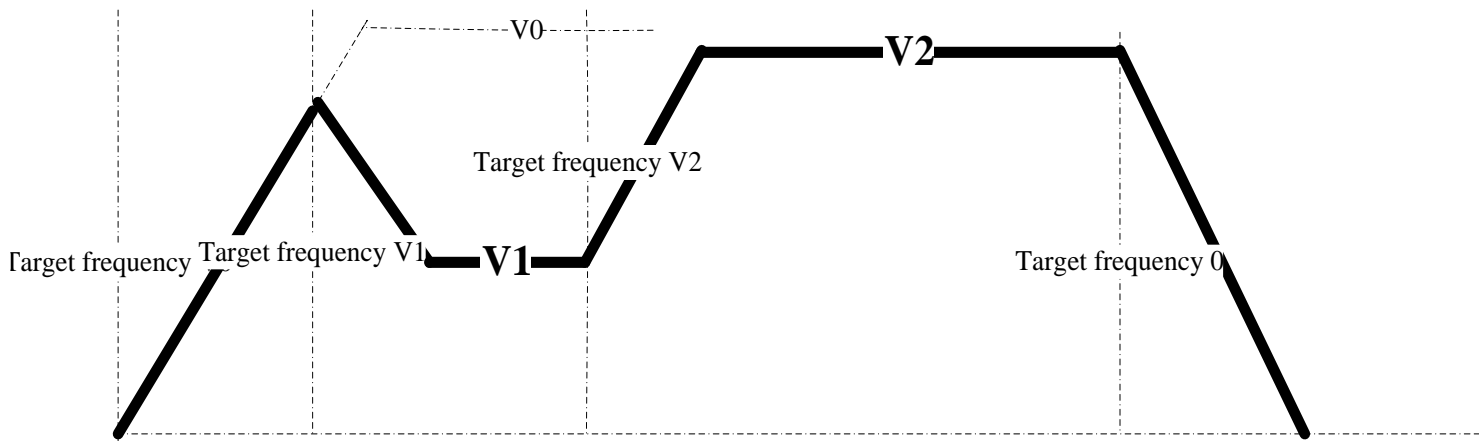 V0
V2
Target frequency V2
Target frequency
Target frequency V1
V1
Target frequency 0